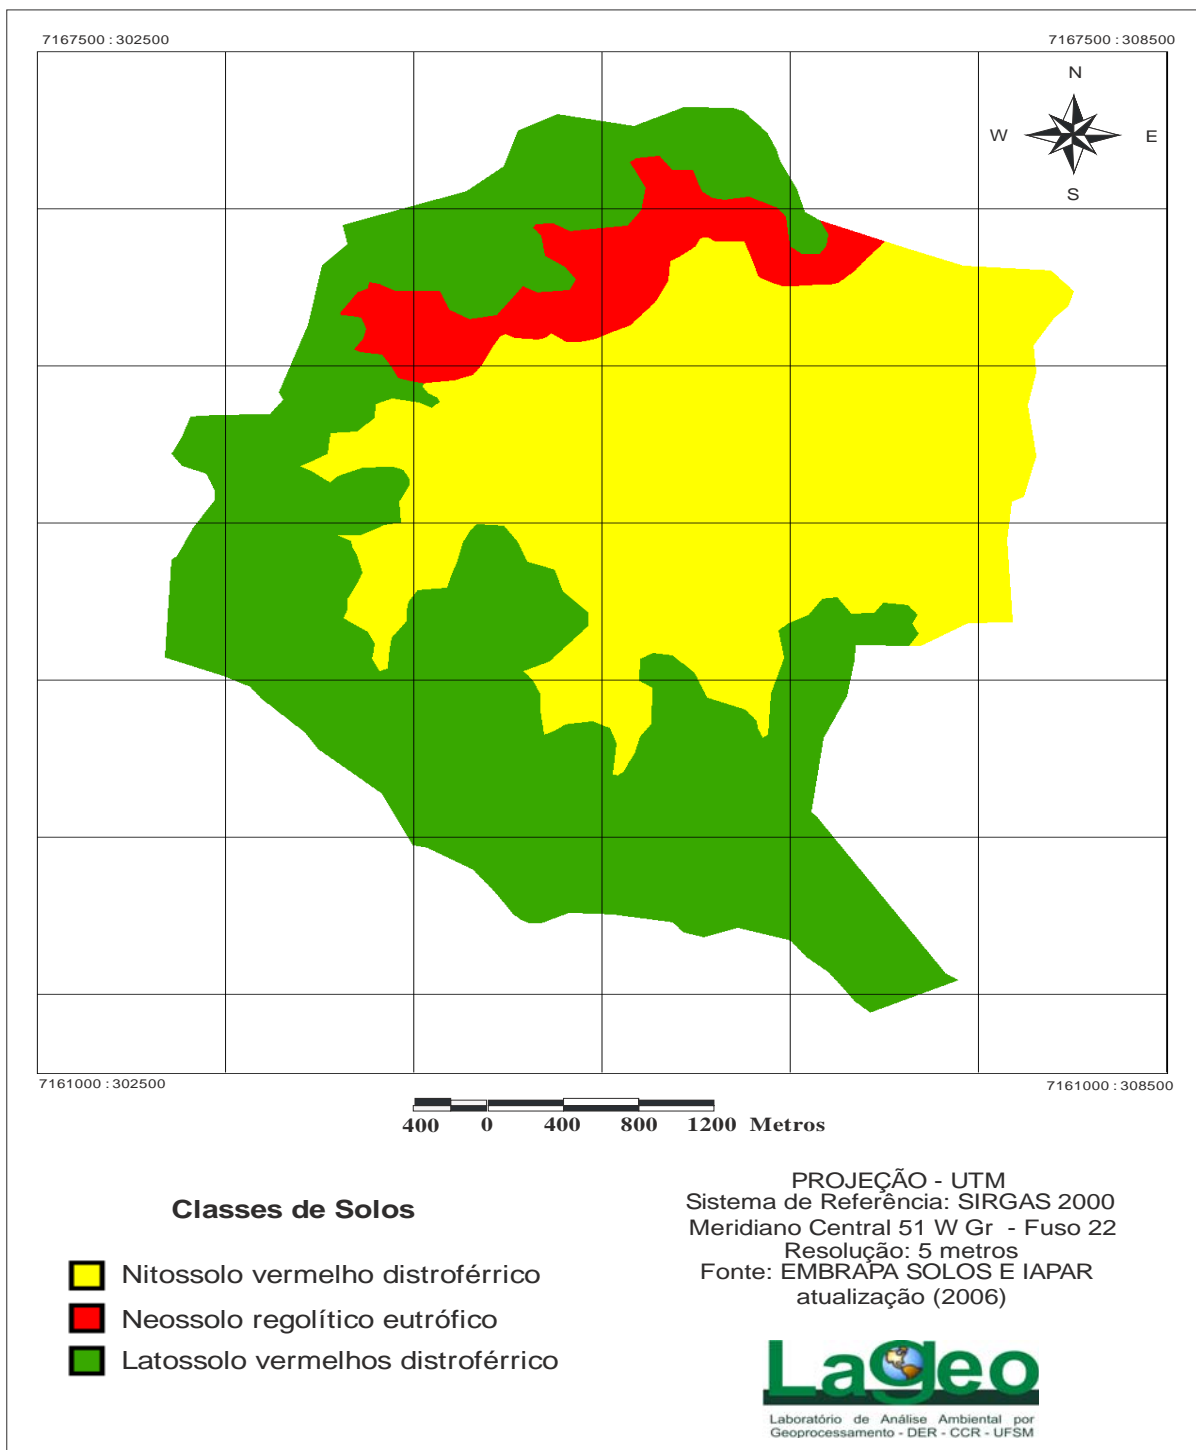 7167500 : 302500
7167500 : 308500
N
W
E
S
7161000 : 302500
7161000 : 308500
400 0 400 800 1200 Metros
Classes de Solos
Nitossolo vermelho distroférrico
Neossolo regolítico eutrófico
Latossolo vermelhos distroférrico
PROJEÇÃO - UTM
Sistema de Referência: SIRGAS 2000
Meridiano Central 51 W Gr - Fuso 22
Resolução: 5 metros
Fonte: EMBRAPA SOLOS E IAPAR
atualização (2006)
Lageo
Laboratório de Análise Ambiental por
Geoprocessamento - DER - CCR - UFSM